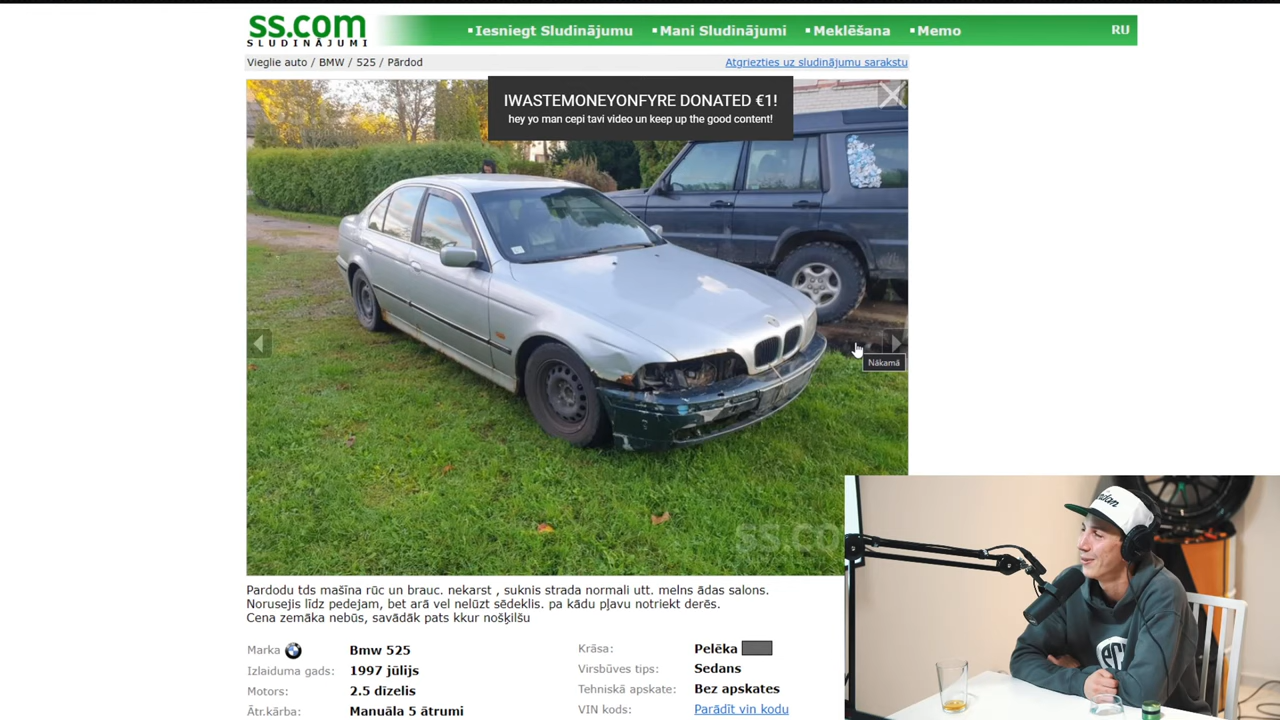 ss.com
SLUDINĀJUMI
Iesniegt Sludinājumu
Mani Sludinājumi
Meklēšana
Memo
RU
Vieglie auto / BMW / 525 / Pārdod
Atgriezties uz sludinājumu sarakstu
IWASTEMONEYONFYRE DONATED €1!
hey yo man cepi tavi video un keep up the good content!
Nākamā
ss.co
Pardodu tds mašīna rūc un brauc. nekarst , suknis strada normali utt. melns ādas salons.
Norusejis līdz pedejam, bet arā vel nelūzt sēdeklis. pa kādu pļavu notriekt derēs.
Cena zemāka nebūs, savādāk pats kkur nošķilšu
Marka Bmw 525
Izlaiduma gads: 1997 jūlijs
Motors: 2.5 dīzelis
Ātr.kārba: Manuāla 5 ātrumi
Krāsa: Pelēka
Virsbūves tips: Sedans
Tehniskā apskate: Bez apskates
VIN kods: Parādīt vin kodu